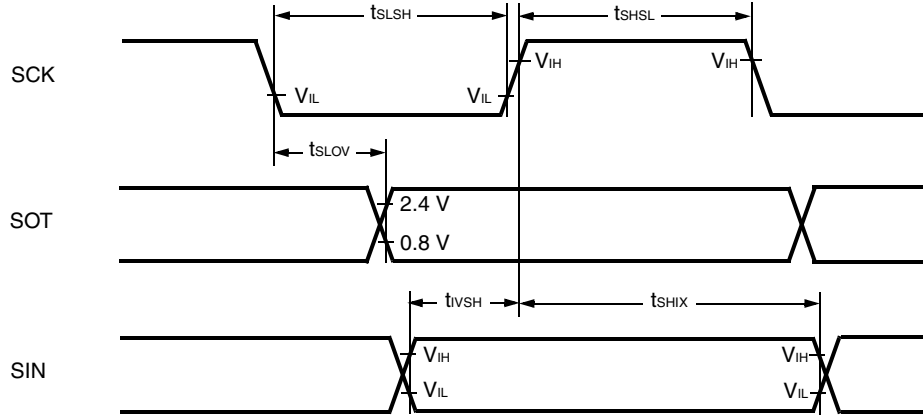 tSLSH tSHSL
SCK VIL VIL VIH VIH
tSLOV
SOT 2.4 V
0.8 V
tIVSH tSHIX
SIN VIH VIH
VIL VIL